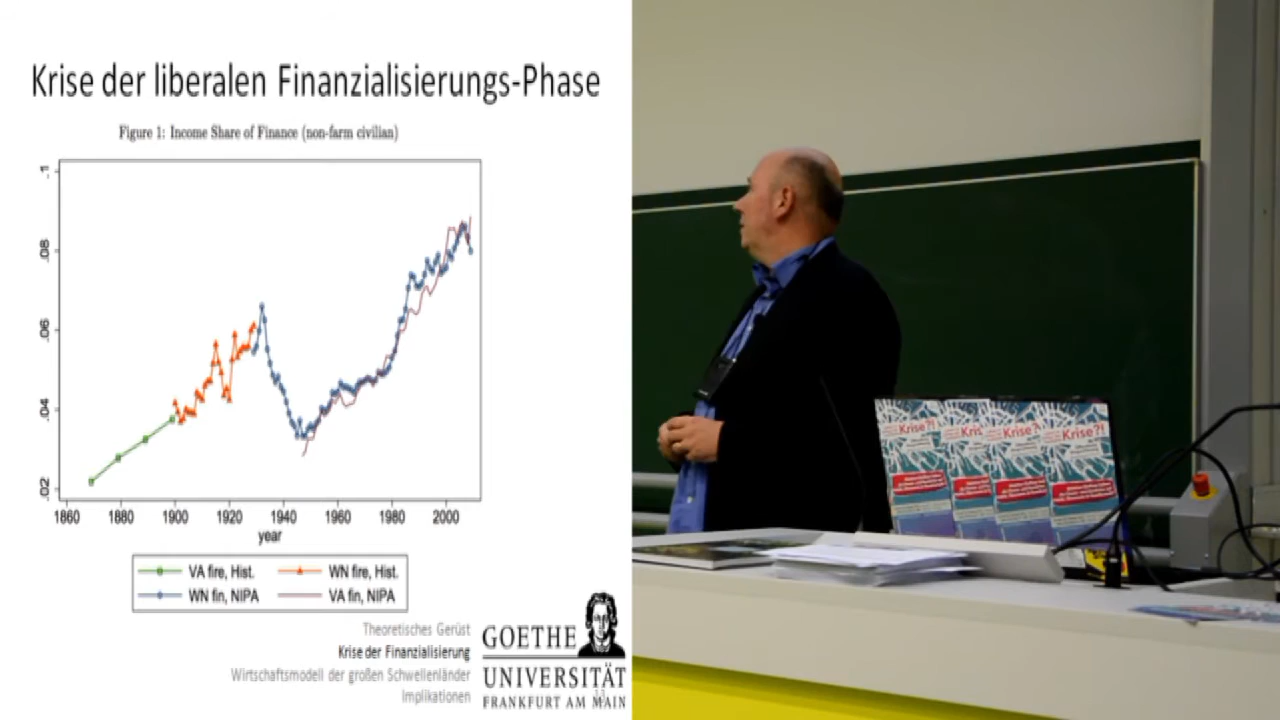 Krise der liberalen Finanzialisierungs-Phase
Figure 1: Income Share of Finance (non-farm civilian)
.1
.08
.06
.04
.02
1860 1880 1900 1920 1940 1960 1980 2000
year
VA fire, Hist. WN fire, Hist.
WN fin, NIPA VA fin, NIPA
Theoretisches Gerüst
Krise der Finanzialisierung
Wirtschaftsmodell der großen Schwellenländer
Implikationen
GOETHE
UNIVERSITÄT
FRANKFURT AM MAIN
13
Krise?!
Kris
Krise?
Krise?!